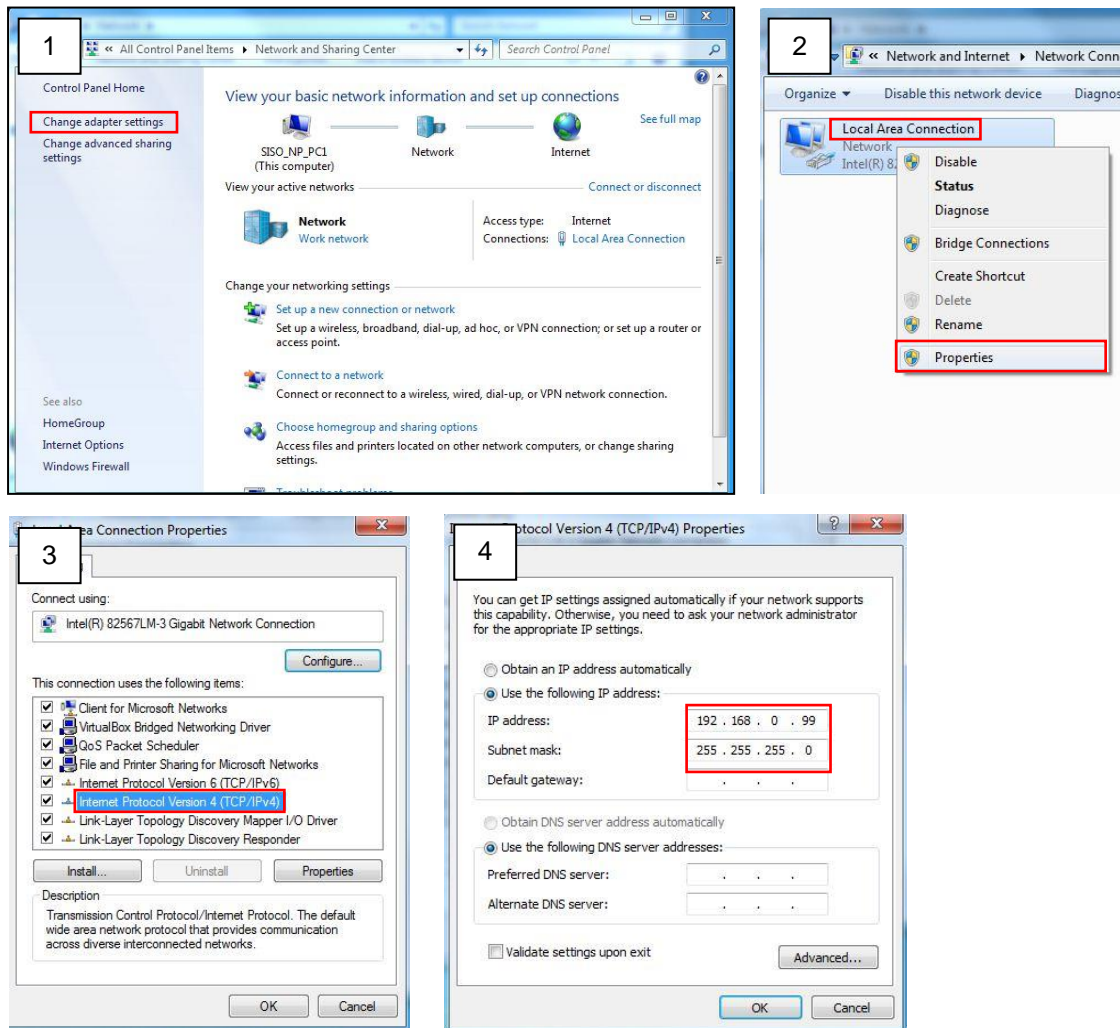 1
« All Control Panel Items ▸ Network and Sharing Center
Search Control Panel
Control Panel Home
Change adapter settings
Change advanced sharing
settings
See also
HomeGroup
Internet Options
Windows Firewall
View your basic network information and set up connections
See full map
SISO_NP_PC1
(This computer)
Network
Internet
View your active networks
Connect or disconnect
Network
Work network
Access type: Internet
Connections: Local Area Connection
Change your networking settings
Set up a new connection or network
Set up a wireless, broadband, dial-up, ad hoc, or VPN connection; or set up a router or
access point.
Connect to a network
Connect or reconnect to a wireless, wired, dial-up, or VPN network connection.
Choose homegroup and sharing options
Access files and printers located on other network computers, or change sharing
settings.
Troubleshoot problems
2
« Network and Internet ▸ Network Conn
Organize Disable this network device Diagnos
Local Area Connection
Network
Intel(R) 8
Disable
Status
Diagnose
Bridge Connections
Create Shortcut
Delete
Rename
Properties
3
ea Connection Properties
Connect using:
Intel(R) 82567LM-3 Gigabit Network Connection
Configure...
This connection uses the following items:
Client for Microsoft Networks
VirtualBox Bridged Networking Driver
QoS Packet Scheduler
File and Printer Sharing for Microsoft Networks
Internet Protocol Version 6 (TCP/IPv6)
Internet Protocol Version 4 (TCP/IPv4)
Link-Layer Topology Discovery Mapper I/O Driver
Link-Layer Topology Discovery Responder
Install... Uninstall Properties
Description
Transmission Control Protocol/Internet Protocol. The default
wide area network protocol that provides communication
across diverse interconnected networks.
OK Cancel
4
otocol Version 4 (TCP/IPv4) Properties
You can get IP settings assigned automatically if your network supports
this capability. Otherwise, you need to ask your network administrator
for the appropriate IP settings.
Obtain an IP address automatically
Use the following IP address:
IP address: 192 . 168 . 0 . 99
Subnet mask: 255 . 255 . 255 . 0
Default gateway: . . .
Obtain DNS server address automatically
Use the following DNS server addresses:
Preferred DNS server: . . .
Alternate DNS server: . . .
Validate settings upon exit
Advanced...
OK Cancel